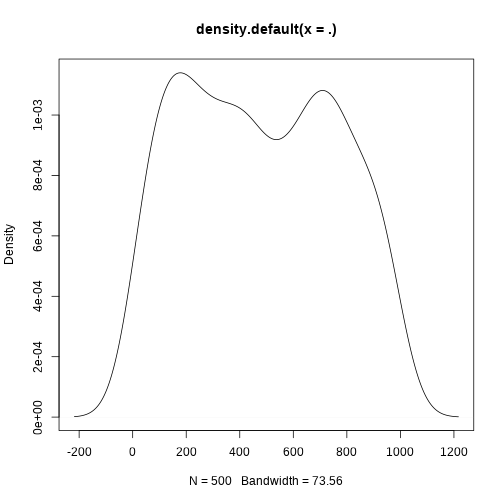 density.default(x = .)
Density
1e-03
8e-04
6e-04
4e-04
2e-04
0e+00
-200 0 200 400 600 800 1000 1200
N = 500 Bandwidth = 73.56